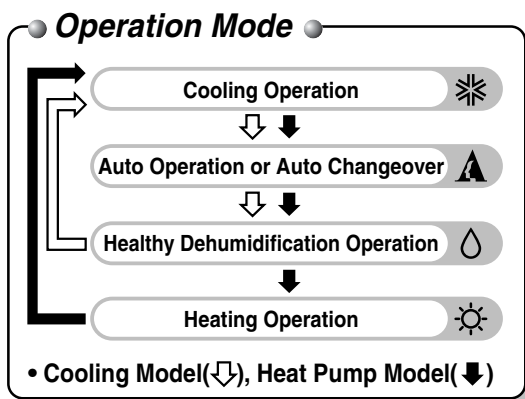 Operation Mode
Cooling Operation
Auto Operation or Auto Changeover
Healthy Dehumidification Operation
Heating Operation
• Cooling Model(⇩), Heat Pump Model(⬇)